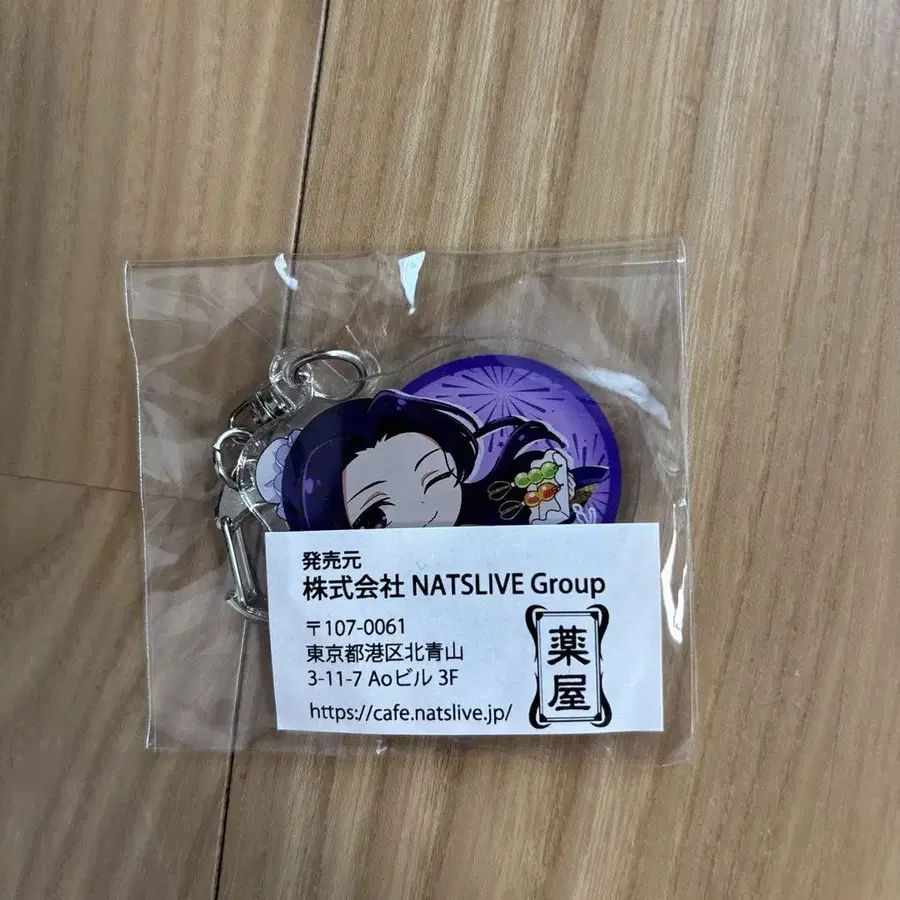 発売元
株式会社 NATSLIVE Group
〒107-0061
東京都港区北青山
3-11-7 Aoビル 3F
https://cafe.natslive.jp/
薬屋